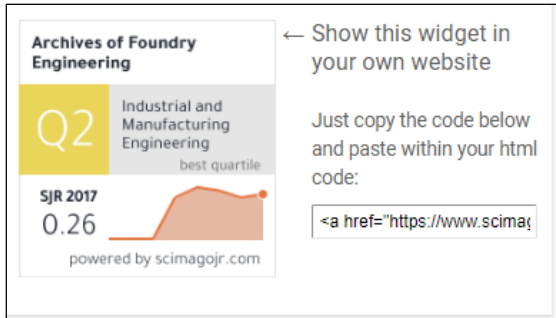 Archives of Foundry
Engineering
Q2
Industrial and
Manufacturing
Engineering
best quartile
SJR 2017
0.26
powered by scimagojr.com
← Show this widget in
your own website
Just copy the code below
and paste within your html
code:
<a href="https://www.scimag